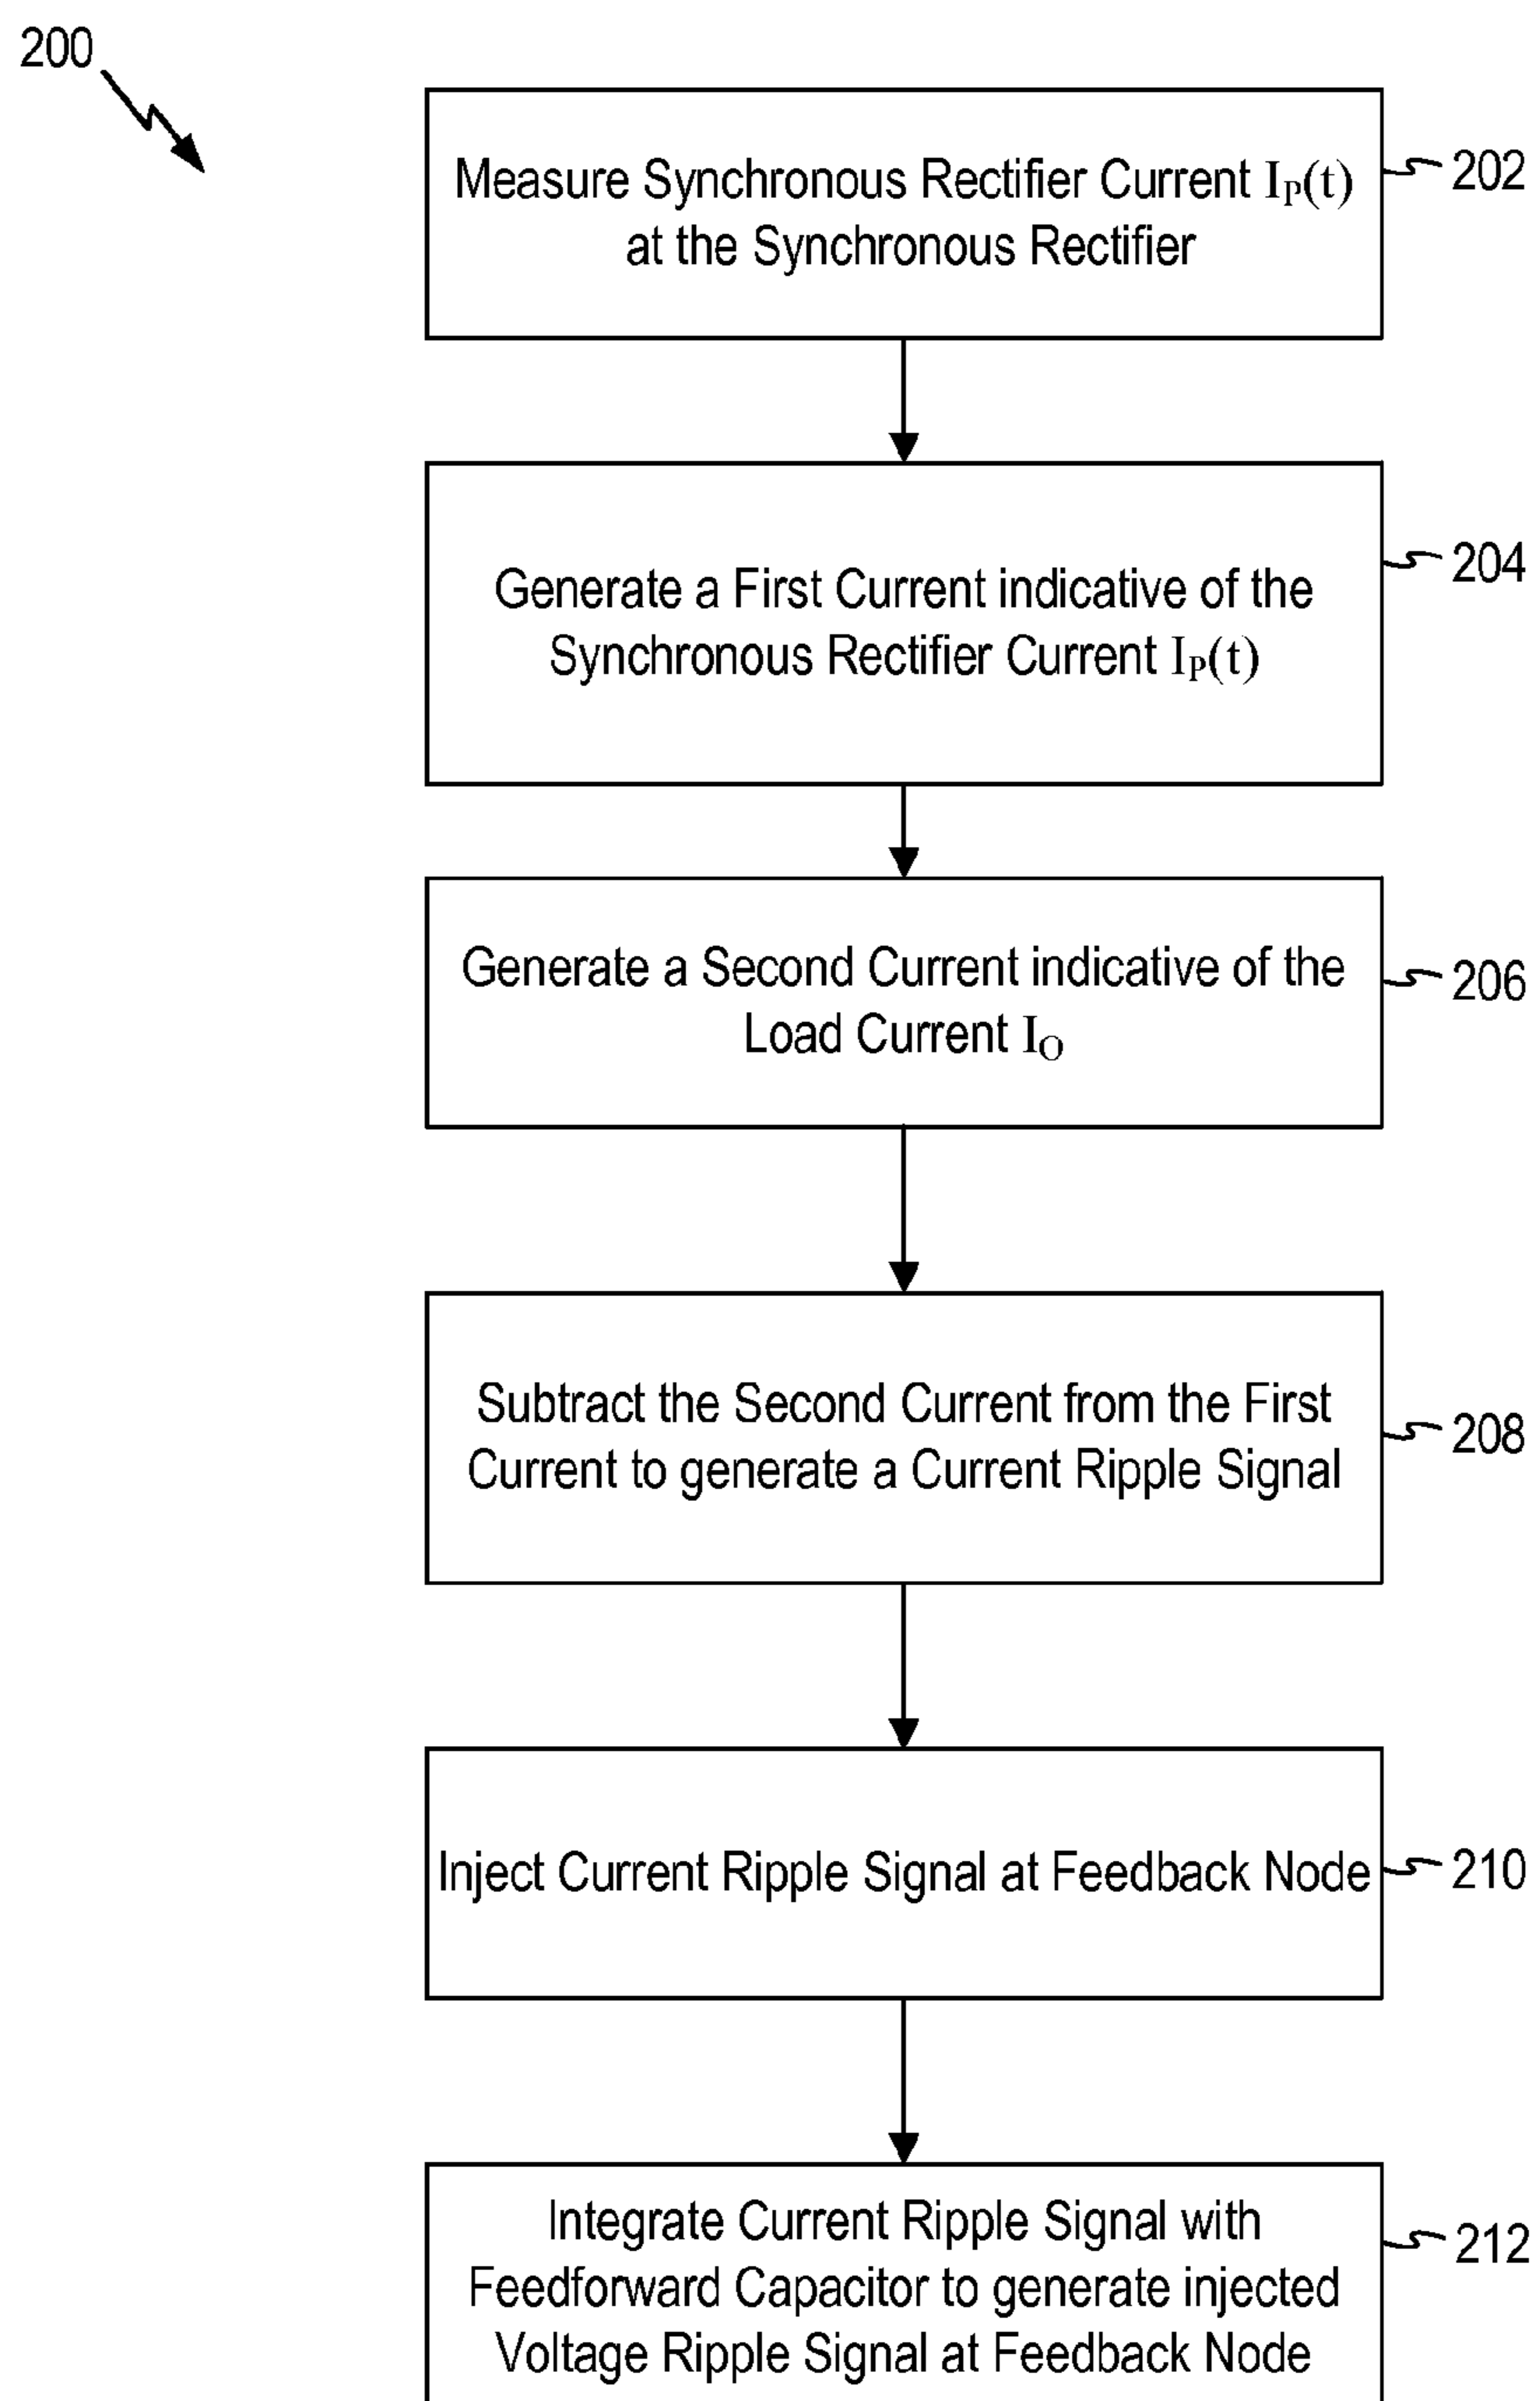 200
Measure Synchronous Rectifier Current I_P(t)
at the Synchronous Rectifier
202
Generate a First Current indicative of the
Synchronous Rectifier Current I_P(t)
204
Generate a Second Current indicative of the
Load Current I_O
206
Subtract the Second Current from the First
Current to generate a Current Ripple Signal
208
Inject Current Ripple Signal at Feedback Node
210
Integrate Current Ripple Signal with
Feedforward Capacitor to generate injected
Voltage Ripple Signal at Feedback Node
212